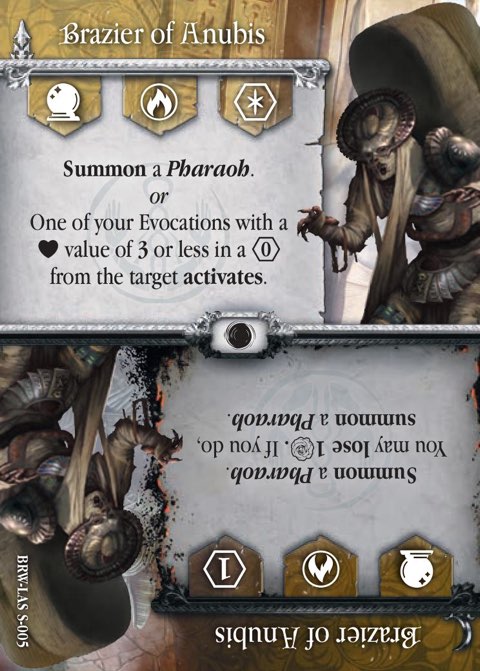 Brazier of Anubis
Summon a Pharaoh.
or
One of your Evocations with a
♥ value of 3 or less in a 0
from the target activates.
Brazier of Anubis
1
Summon a Pharaoh.
You may lose 1. If you do,
summon a Pharaoh.
BRW-LAS S-005